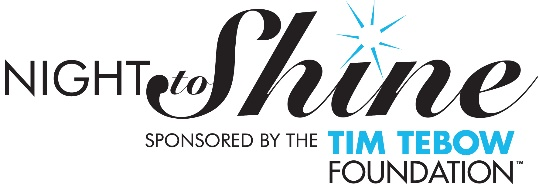 NIGHT to Shine
SPONSORED BY THE TIM TEBOW
FOUNDATION™